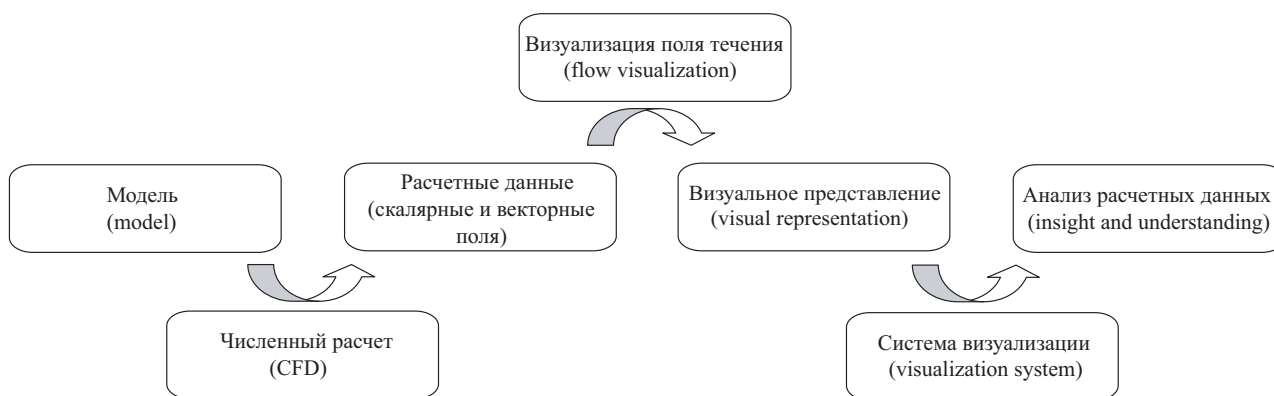 Визуализация поля течения
(flow visualization)
Модель
(model)
Расчетные данные
(скалярные и векторные
поля)
Визуальное представление
(visual representation)
Анализ расчетных данных
(insight and understanding)
Численный расчет
(CFD)
Система визуализации
(visualization system)